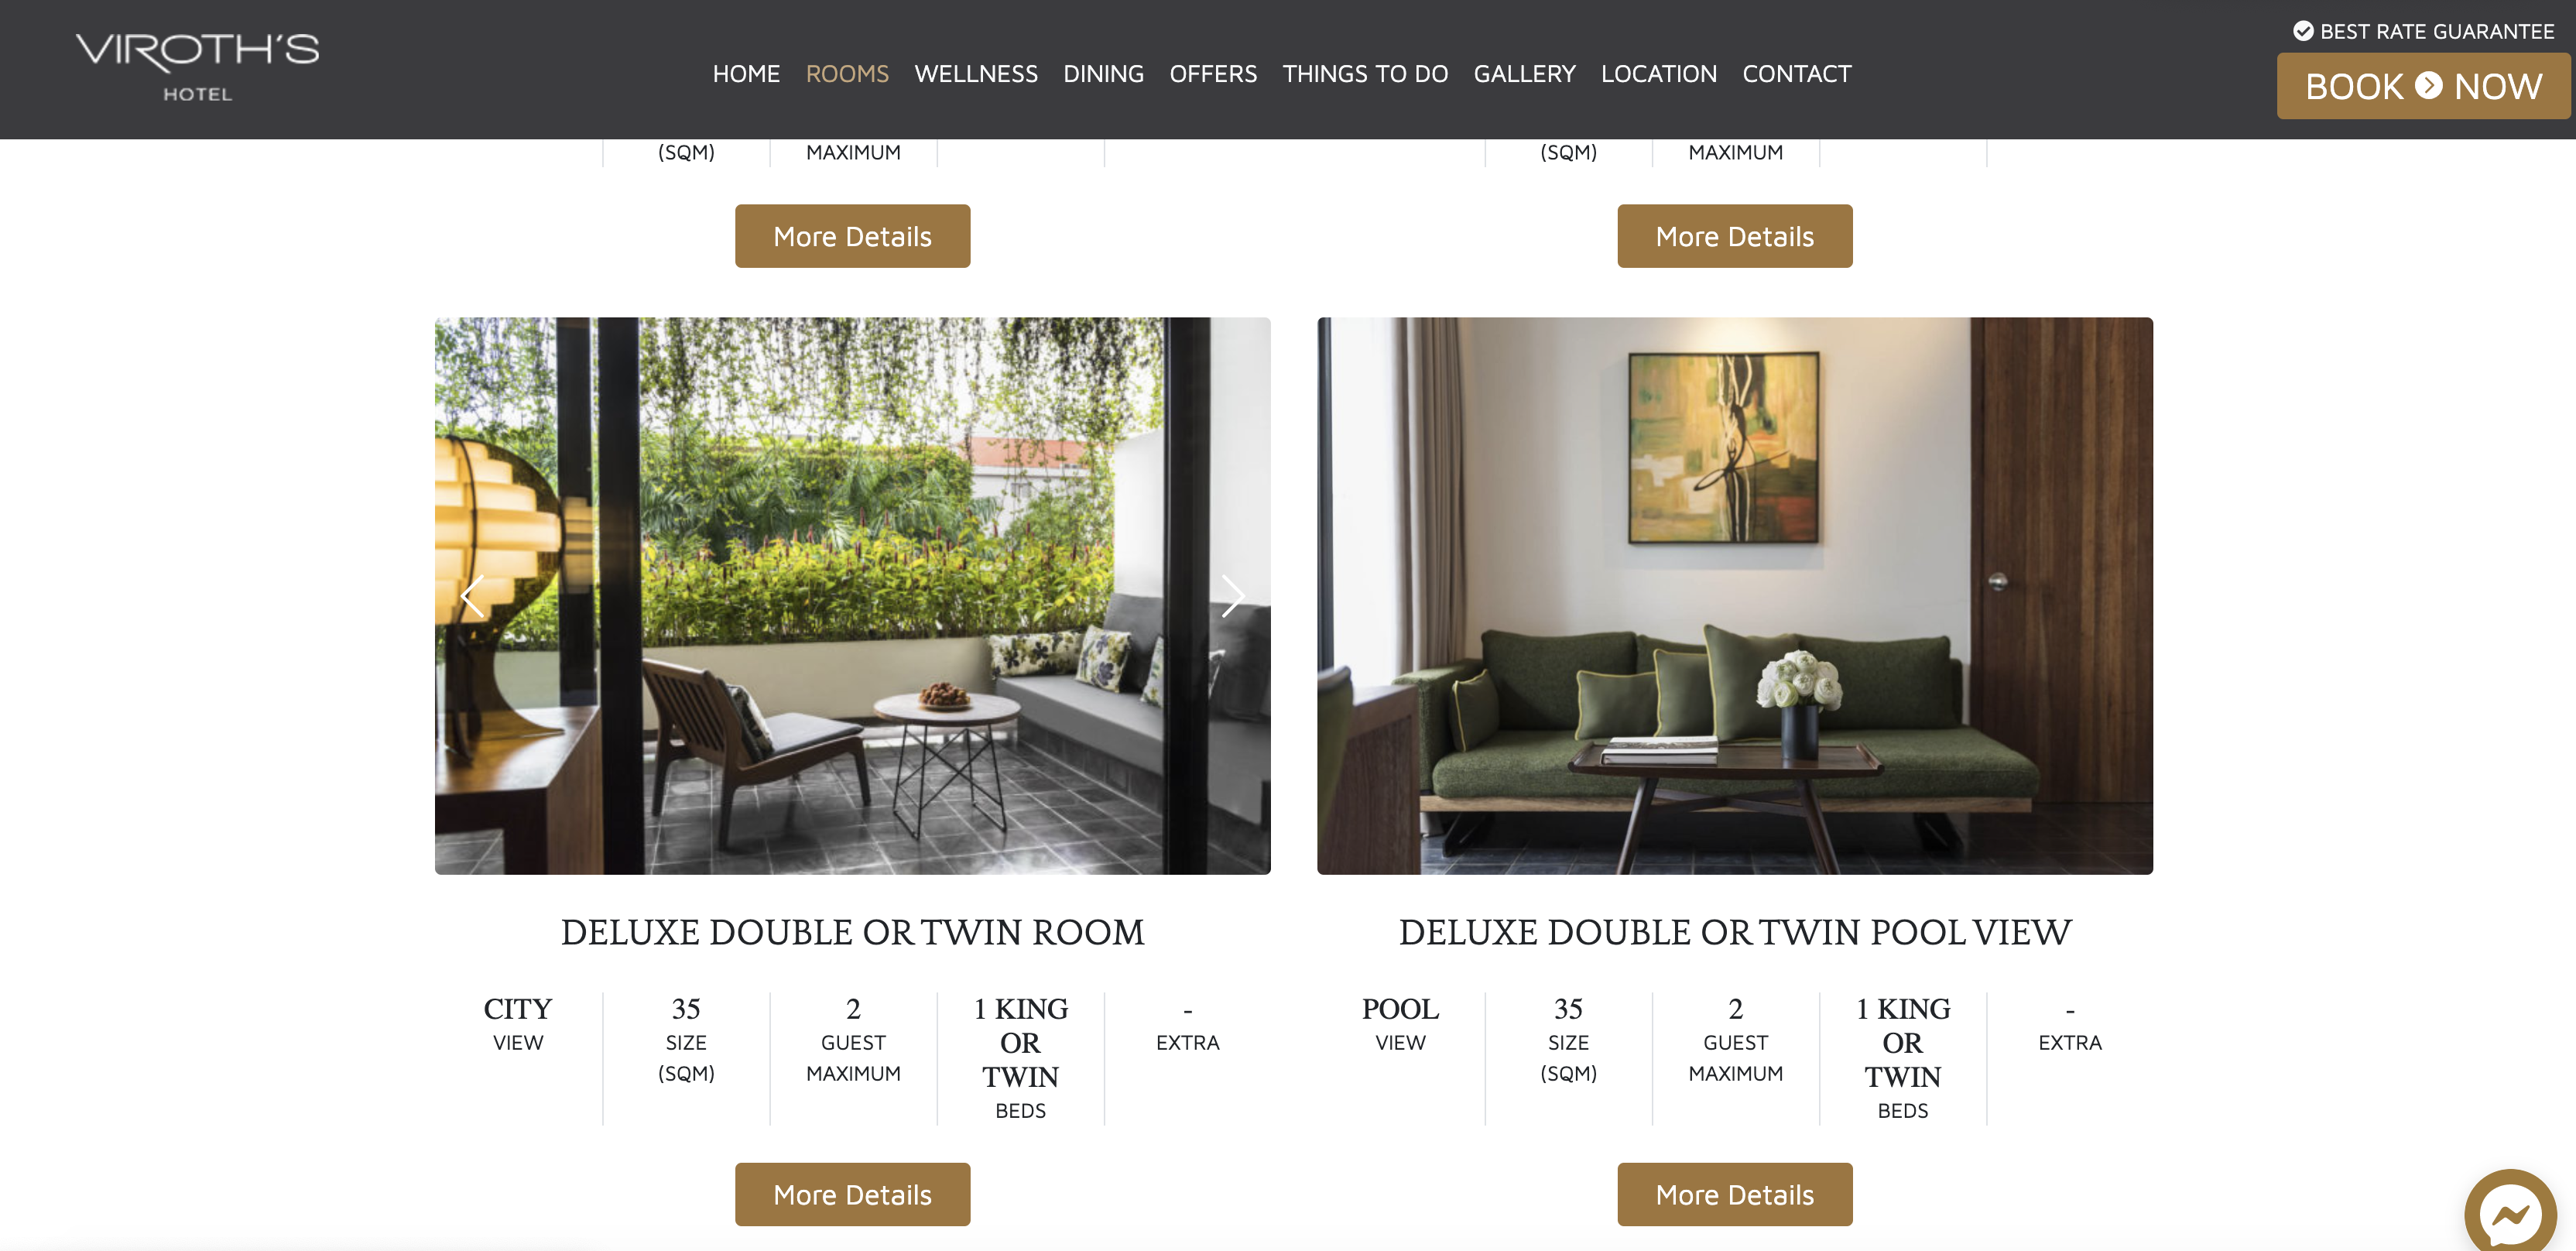 VIROTH'S
HOTEL
HOME ROOMS WELLNESS DINING OFFERS THINGS TO DO GALLERY LOCATION CONTACT
BEST RATE GUARANTEE
BOOK NOW
(SQM) MAXIMUM
(SQM) MAXIMUM
More Details
More Details
DELUXE DOUBLE OR TWIN ROOM
CITY
VIEW
35
SIZE
(SQM)
2
GUEST
MAXIMUM
1 KING
OR
TWIN
BEDS
-
EXTRA
More Details
DELUXE DOUBLE OR TWIN POOL VIEW
POOL
VIEW
35
SIZE
(SQM)
2
GUEST
MAXIMUM
1 KING
OR
TWIN
BEDS
-
EXTRA
More Details